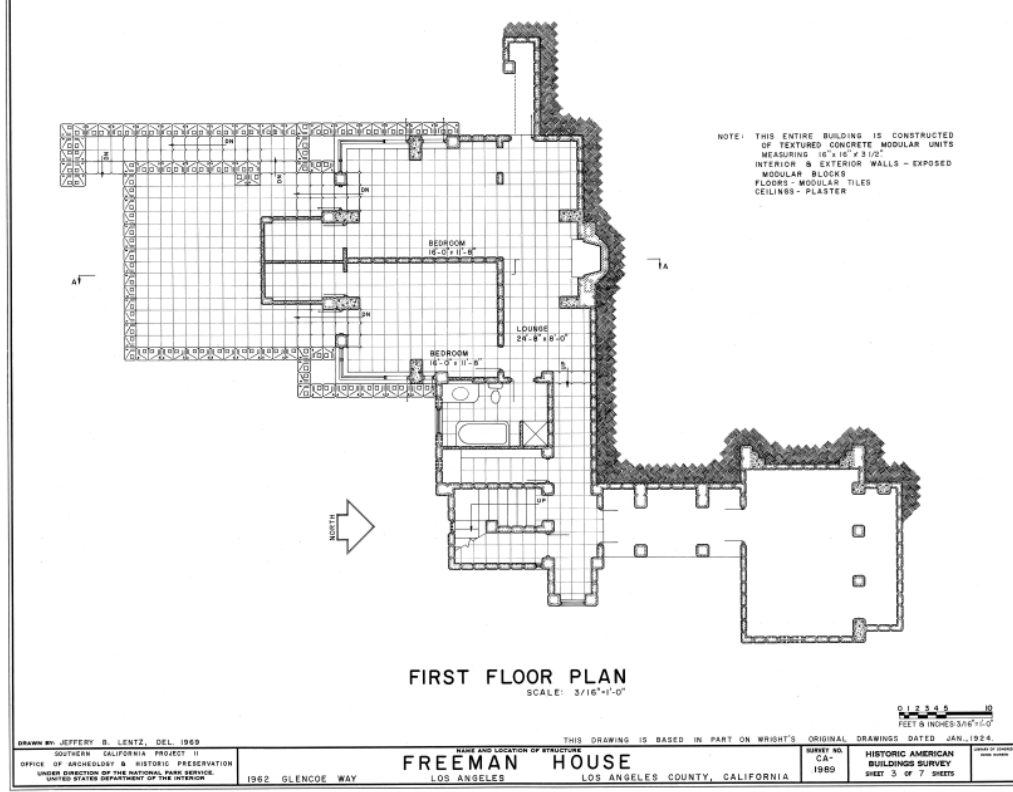 NOTE: THIS ENTIRE BUILDING IS CONSTRUCTED
OF TEXTURED CONCRETE MODULAR UNITS
MEASURING 16" x 16" x 3 1/2".
INTERIOR & EXTERIOR WALLS - EXPOSED
MODULAR BLOCKS
FLOORS - MODULAR TILES
CEILINGS - PLASTER
DN
DN
DN
DN
BEDROOM
16'-0" x 11'-8"
A
A
DN
LOUNGE
24'-8" x 8'-0"
BEDROOM
16'-0" x 11'-8"
UP
UP
NORTH
FIRST FLOOR PLAN
SCALE: 3/16"=1'-0"
0 1 2 3 4 5 10
FEET & INCHES 3/16"=1'-0"
DRAWN BY: JEFFERY B. LENTZ, DEL. 1969
THIS DRAWING IS BASED IN PART ON WRIGHT'S ORIGINAL DRAWINGS DATED JAN., 1924.
SOUTHERN CALIFORNIA PROJECT II
OFFICE OF ARCHEOLOGY & HISTORIC PRESERVATION
UNDER DIRECTION OF THE NATIONAL PARK SERVICE,
UNITED STATES DEPARTMENT OF THE INTERIOR
1962 GLENCOE WAY
NAME AND LOCATION OF STRUCTURE
FREEMAN HOUSE
LOS ANGELES LOS ANGELES COUNTY, CALIFORNIA
SURVEY NO.
CA-
1989
HISTORIC AMERICAN
BUILDINGS SURVEY
SHEET 3 OF 7 SHEETS